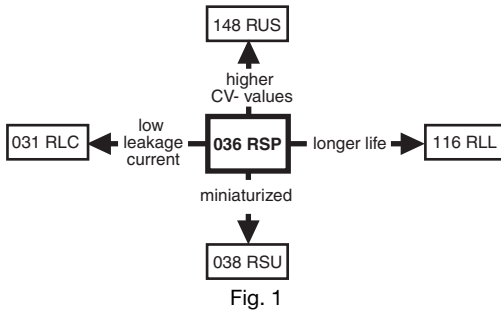 148 RUS
higher
CV- values
031 RLC
low
leakage
current
036 RSP
longer life
116 RLL
miniaturized
038 RSU
Fig. 1